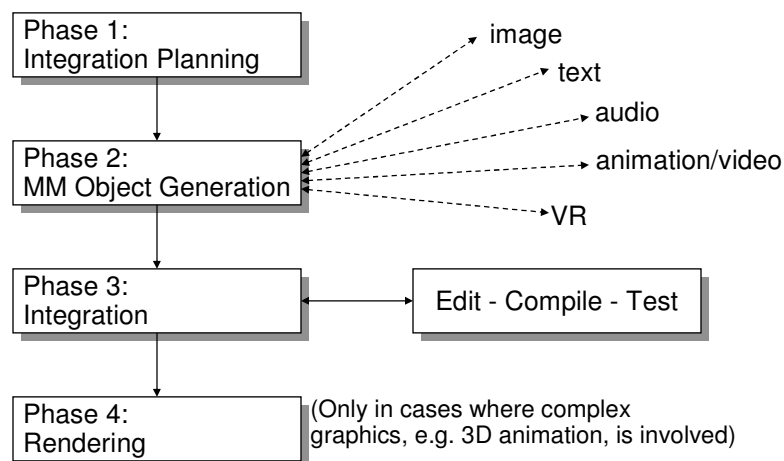 Phase 1:
Integration Planning
image
text
audio
animation/video
VR
Phase 2:
MM Object Generation
Phase 3:
Integration
Edit - Compile - Test
Phase 4:
Rendering
(Only in cases where complex
graphics, e.g. 3D animation, is involved)